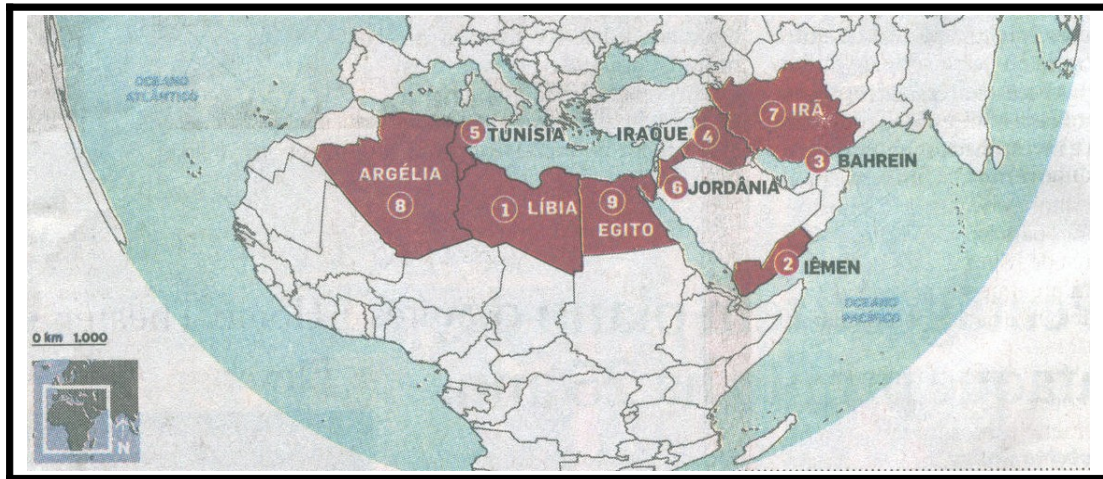 OCEANO
ATLÂNTICO
5 TUNÍSIA
IRAQUE 4
7 IRÃ
3 BAHREIN
ARGÉLIA
8
1 LÍBIA
9
EGITO
6 JORDÂNIA
2 IÊMEN
OCEANO
PACÍFICO
0 km 1.000
N